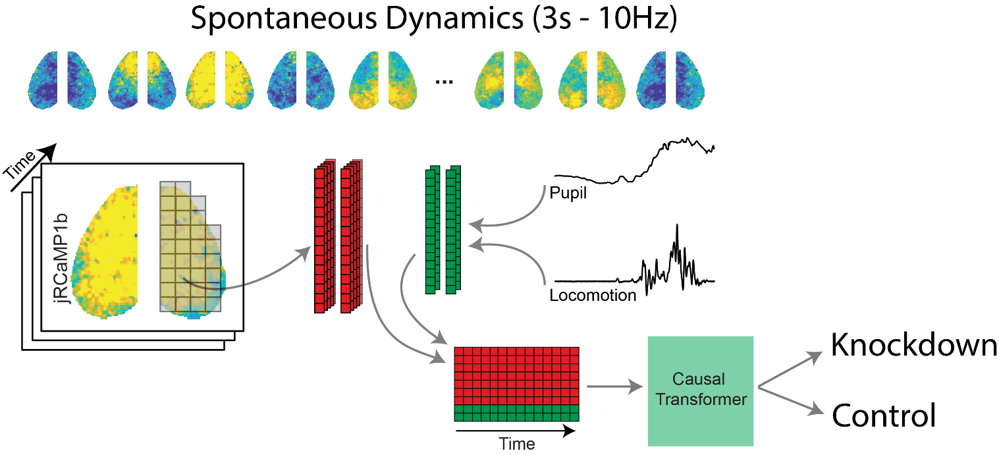 Spontaneous Dynamics (3s - 10Hz)
...
Time
jRCaMP1b
Pupil
Locomotion
Causal
Transformer
Knockdown
Control
Time